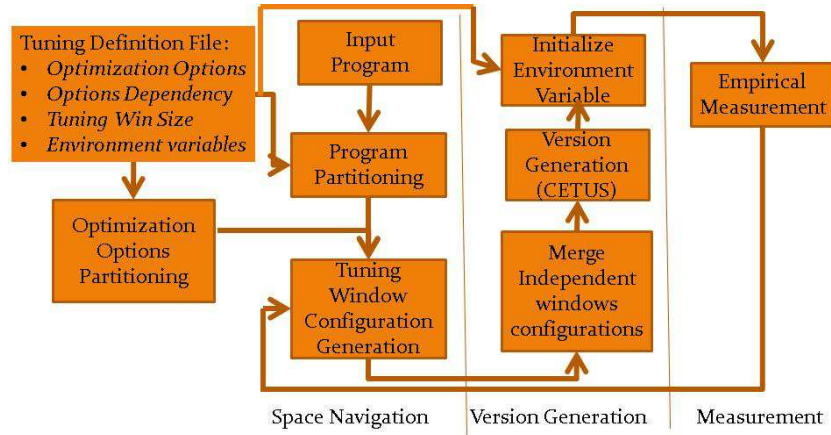 Tuning Definition File:
• Optimization Options
• Options Dependency
• Tuning Win Size
• Environment variables
Input
Program
Initialize
Environment
Variable
Empirical
Measurement
Program
Partitioning
Version
Generation
(CETUS)
Optimization
Options
Partitioning
Tuning
Window
Configuration
Generation
Merge
Independent
windows
configurations
Space Navigation
Version Generation
Measurement